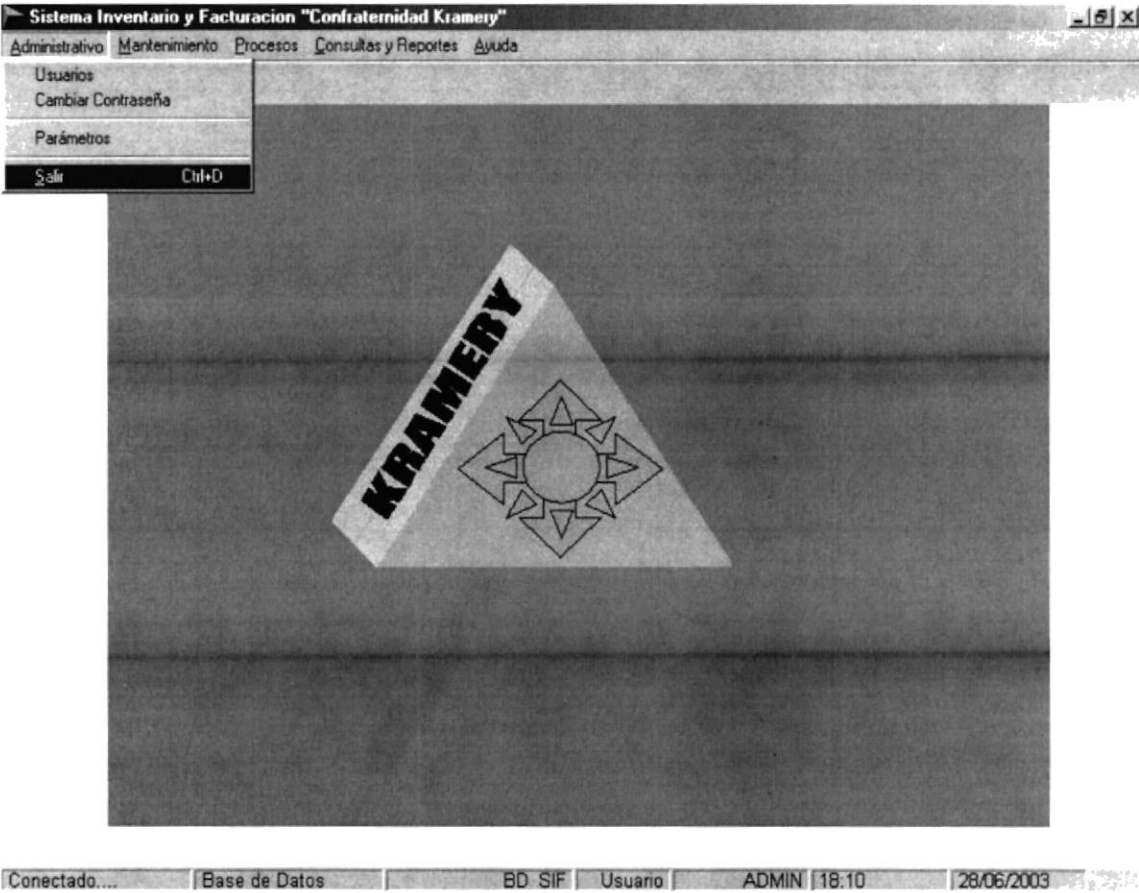 Sistema Inventario y Facturacion "Confraternidad Kramery"
Administrativo Mantenimiento Procesos Consultas y Reportes Ayuda
Usuarios
Cambiar Contraseña
Parámetros
Salir Ctrl+D
KRAMERY
Conectado.... Base de Datos BD SIF Usuario ADMIN 18:10 28/06/2003